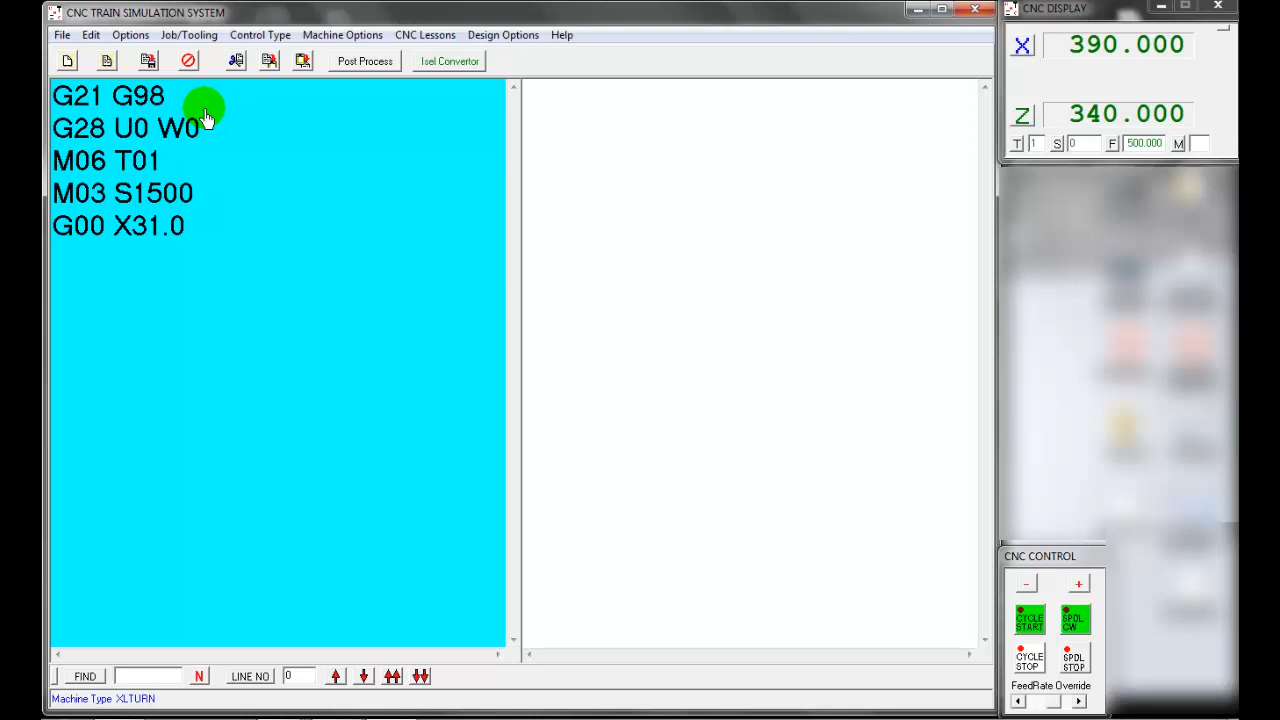 CNC TRAIN SIMULATION SYSTEM
File Edit Options Job/Tooling Control Type Machine Options CNC Lessons Design Options Help
Post Process Isel Convertor
G21 G98
G28 U0 W0
M06 T01
M03 S1500
G00 X31.0
FIND N LINE NO 0
Machine Type XLTURN
CNC DISPLAY
X 390.000
Z 340.000
T 1 S 0 F 500.000 M
CNC CONTROL
- +
CYCLE START SPDL CW
CYCLE STOP SPDL STOP
FeedRate Override